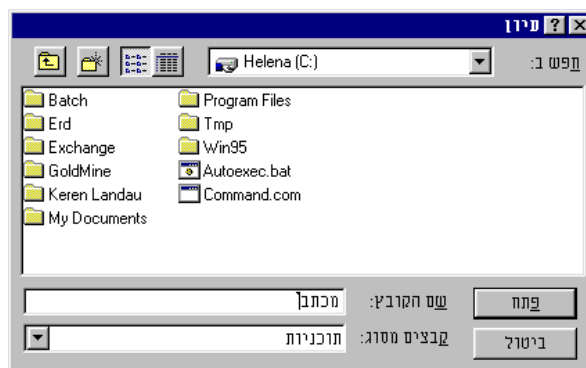 עיון
חפש ב: Helena (C:)
Batch
Erd
Exchange
GoldMine
Keren Landau
My Documents
Program Files
Tmp
Win95
Autoexec.bat
Command.com
שם הקובץ: מכתב
פתח
קבצים מסוג: תוכניות
ביטול